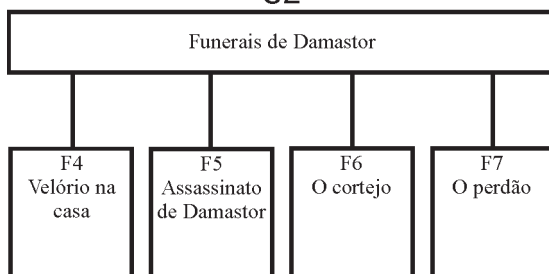 Funerais de Damastor
F4
Velório na
casa
F5
Assassinato
de Damastor
F6
O cortejo
F7
O perdão